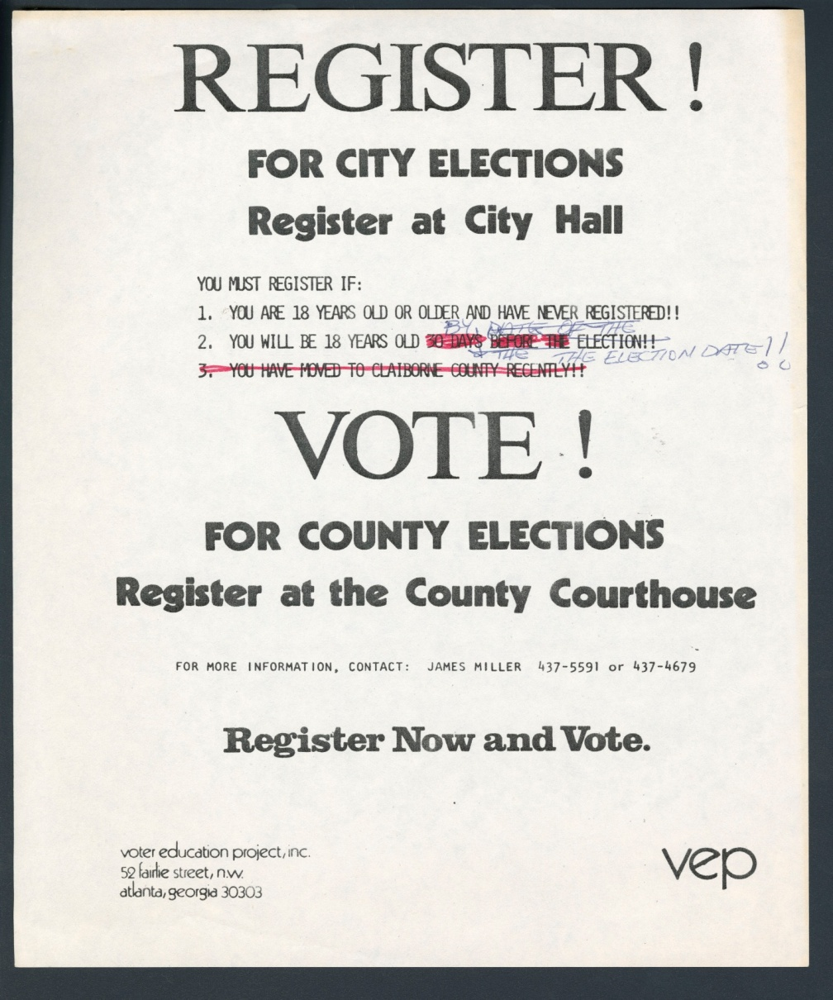 REGISTER !
FOR CITY ELECTIONS
Register at City Hall
YOU MUST REGISTER IF:
1. YOU ARE 18 YEARS OLD OR OLDER AND HAVE NEVER REGISTERED!!
BY DATE OF THE
2. YOU WILL BE 18 YEARS OLD 30 DAYS BEFORE THE ELECTION!!
THE THE ELECTION DATE!!
3. YOU HAVE MOVED TO CLAIBORNE COUNTY RECENTLY!!
VOTE !
FOR COUNTY ELECTIONS
Register at the County Courthouse
FOR MORE INFORMATION, CONTACT: JAMES MILLER 437-5591 or 437-4679
Register Now and Vote.
voter education project, inc.
52 fairlie street, n.w.
atlanta, georgia 30303
vep